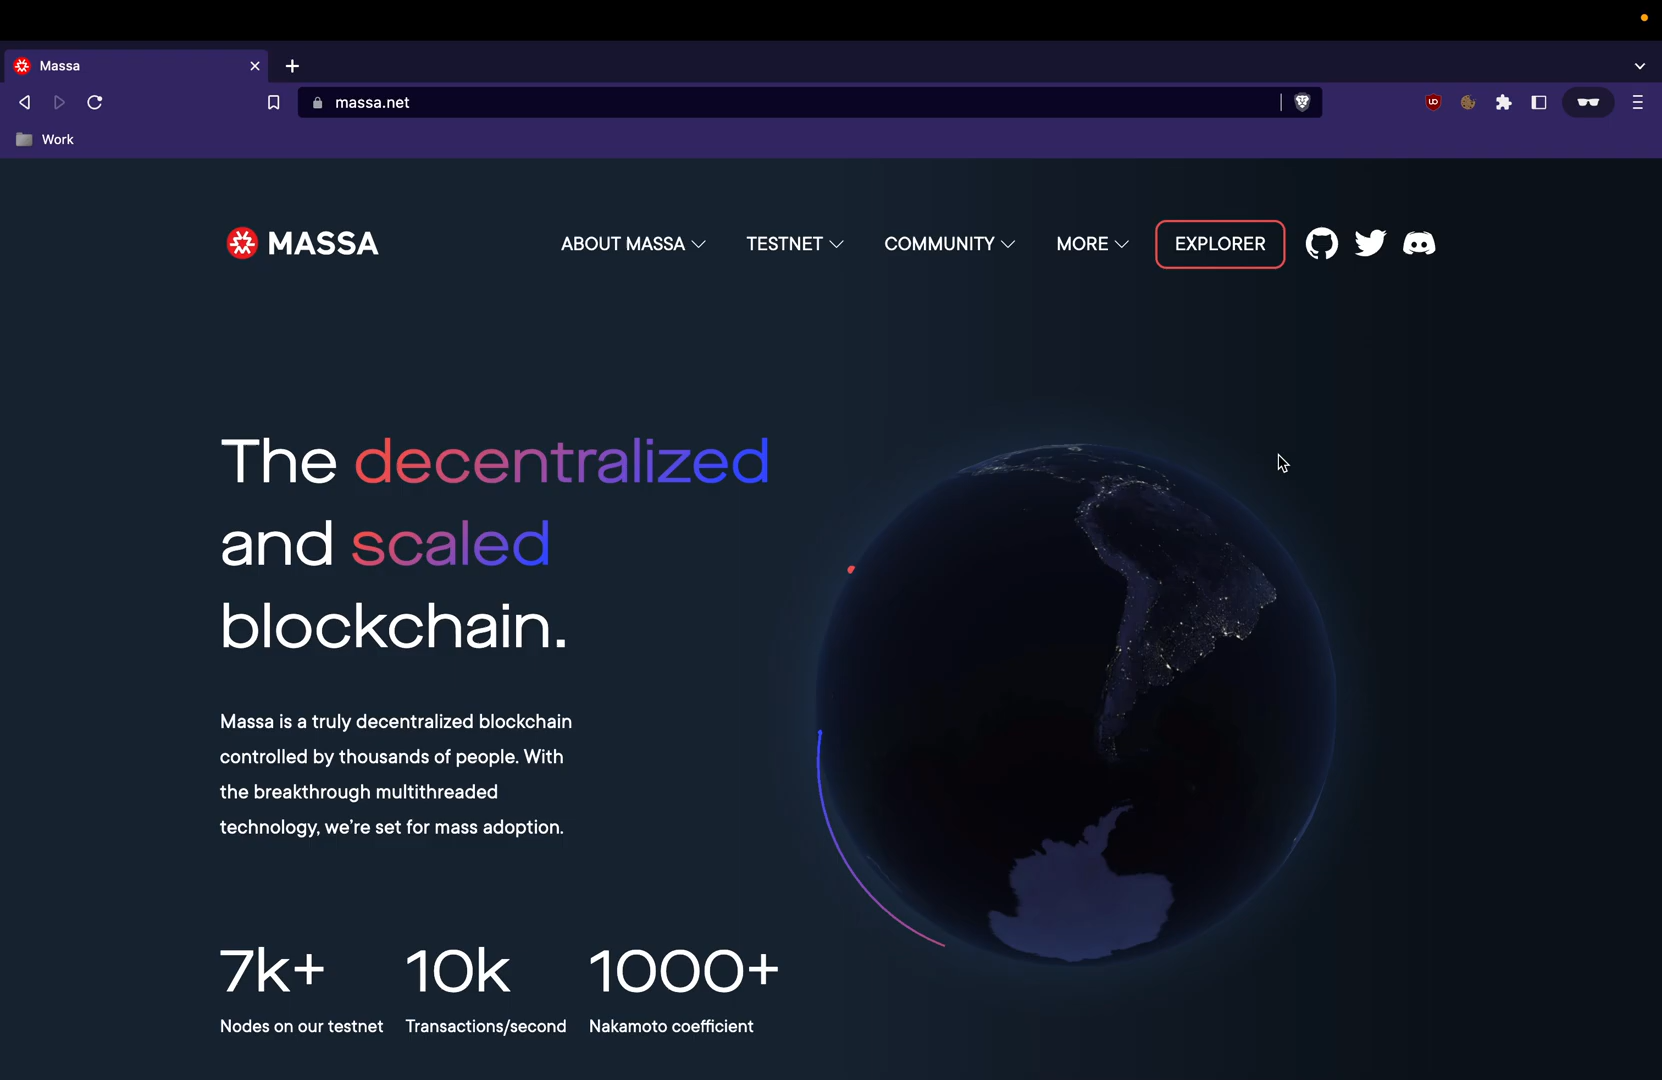 Massa
massa.net
Work
MASSA
ABOUT MASSA
TESTNET
COMMUNITY
MORE
EXPLORER
The decentralized
and scaled
blockchain.
Massa is a truly decentralized blockchain
controlled by thousands of people. With
the breakthrough multithreaded
technology, we’re set for mass adoption.
7k+ 10k 1000+
Nodes on our testnet Transactions/second Nakamoto coefficient